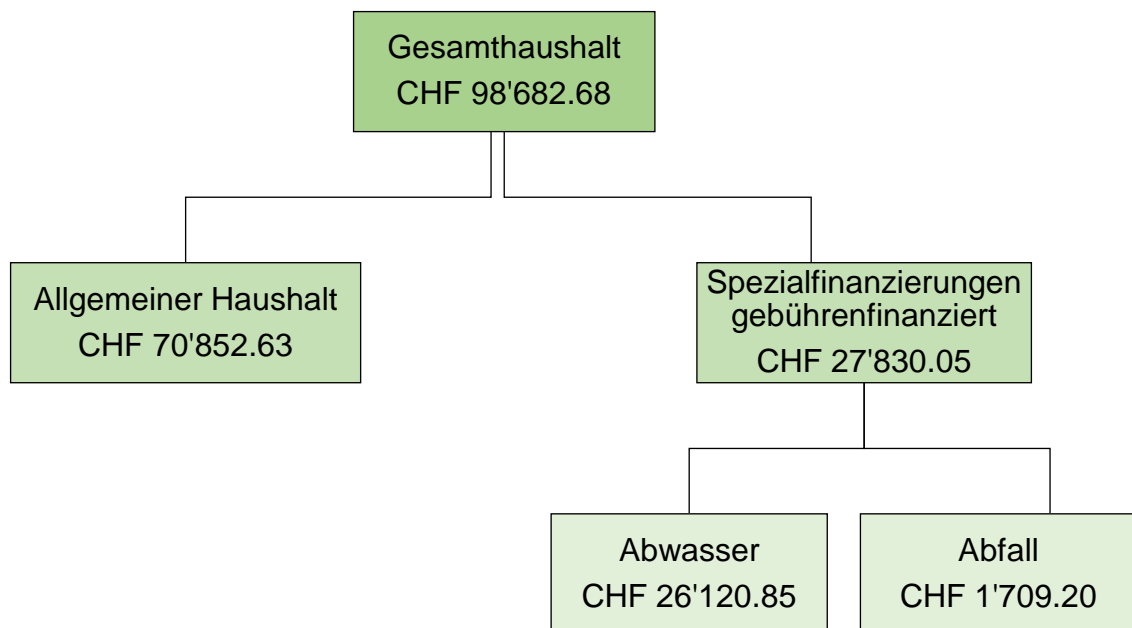 Gesamthaushalt
CHF 98'682.68
Allgemeiner Haushalt
CHF 70'852.63
Spezialfinanzierungen
gebührenfinanziert
CHF 27'830.05
Abwasser
CHF 26'120.85
Abfall
CHF 1'709.20